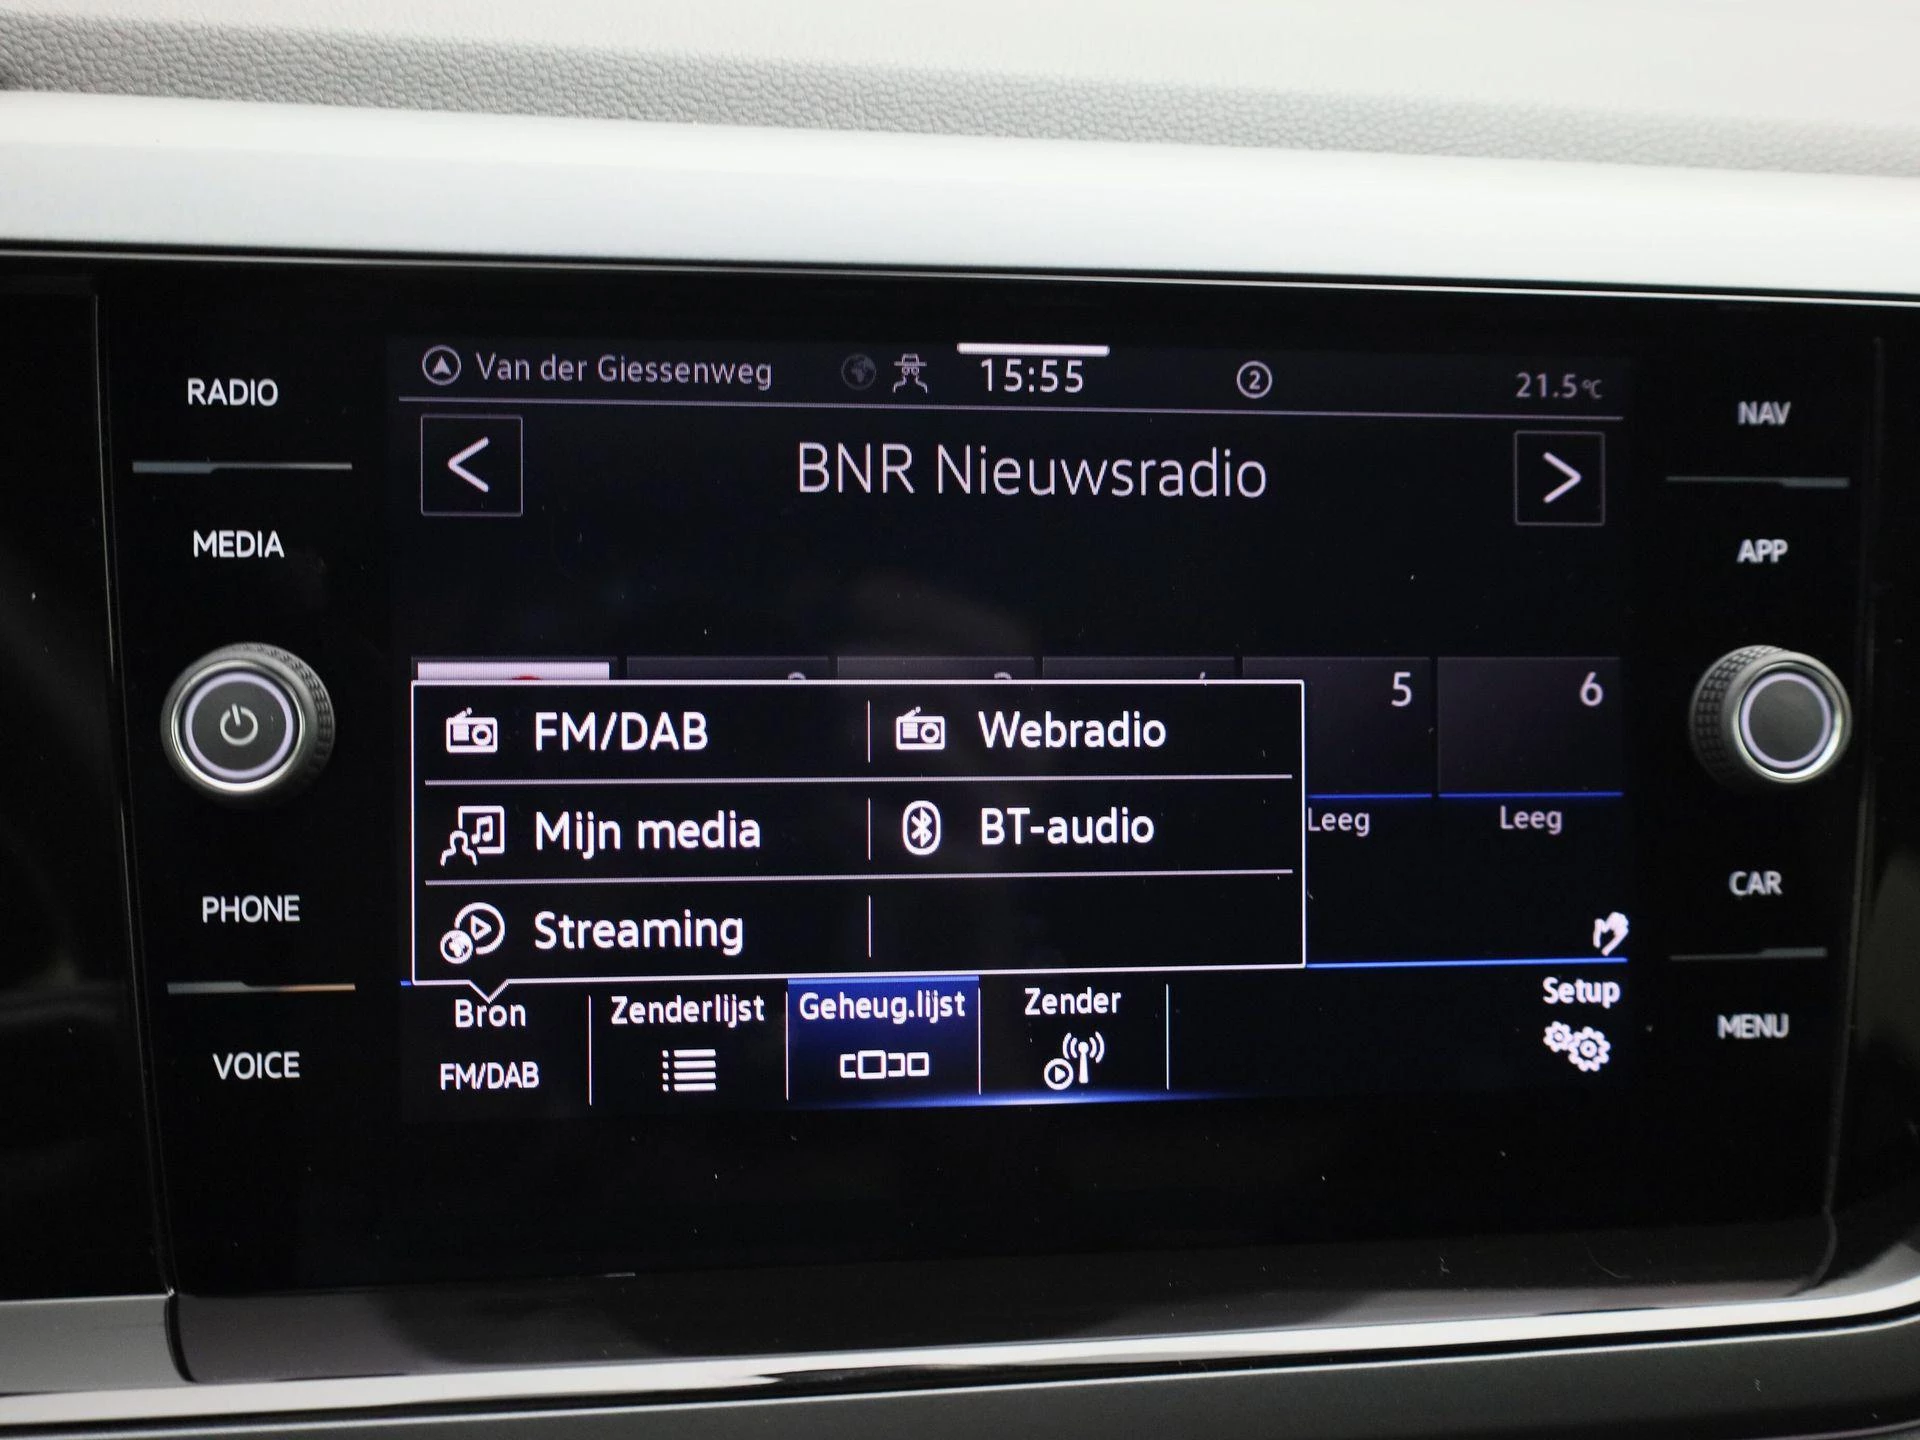 RADIO
MEDIA
PHONE
VOICE
Van der Giessenweg
15:55
2
21.5°C
<
BNR Nieuwsradio
>
5
6
FM/DAB
Webradio
Mijn media
BT-audio
Streaming
Leeg
Leeg
Bron
FM/DAB
Zenderlijst
Geheug.lijst
Zender
Setup
NAV
APP
CAR
MENU